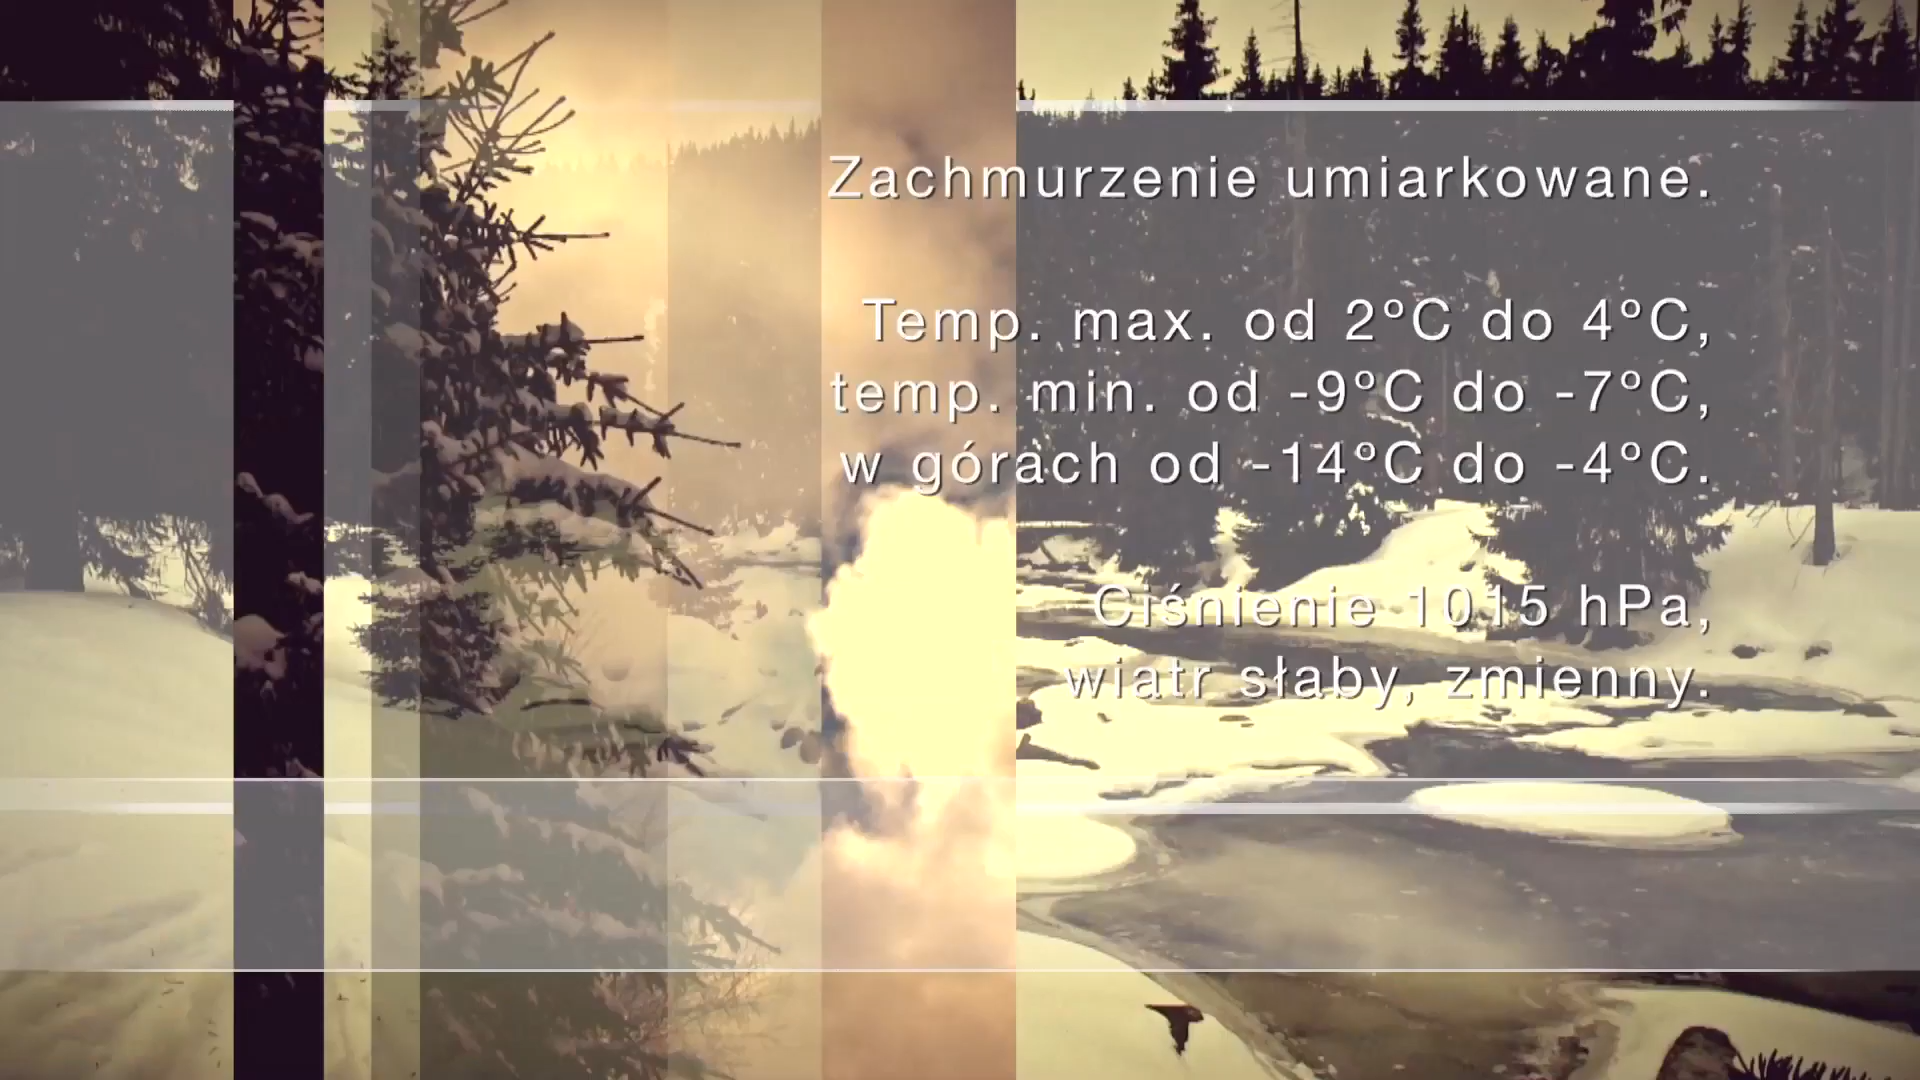 Zachmurzenie umiarkowane.
Temp. max. od 2°C do 4°C,
temp. min. od -9°C do -7°C,
w górach od -14°C do -4°C.
Ciśnienie 1015 hPa,
wiatr słaby, zmienny.